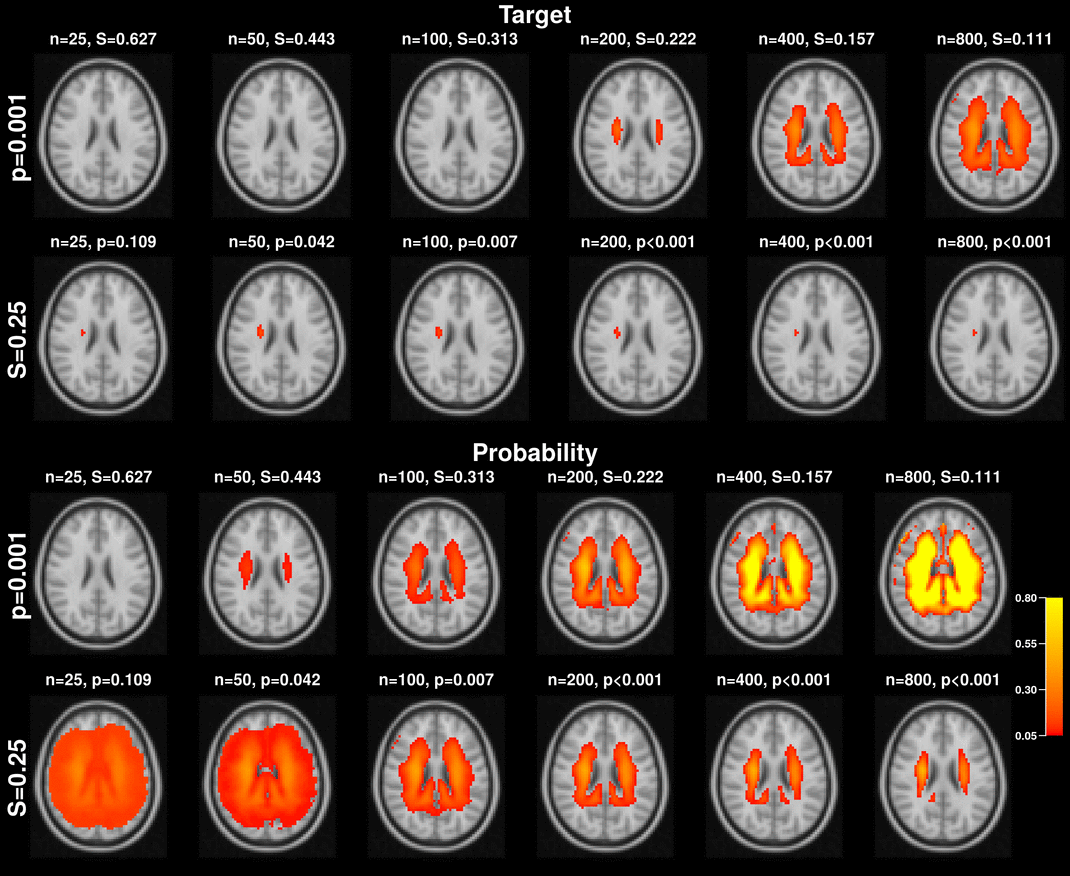 Target
n=25, S=0.627 n=50, S=0.443 n=100, S=0.313 n=200, S=0.222 n=400, S=0.157 n=800, S=0.111
p=0.001
n=25, p=0.109 n=50, p=0.042 n=100, p=0.007 n=200, p<0.001 n=400, p<0.001 n=800, p<0.001
S=0.25
Probability
n=25, S=0.627 n=50, S=0.443 n=100, S=0.313 n=200, S=0.222 n=400, S=0.157 n=800, S=0.111
p=0.001
0.80
0.55
0.30
0.05
n=25, p=0.109 n=50, p=0.042 n=100, p=0.007 n=200, p<0.001 n=400, p<0.001 n=800, p<0.001
S=0.25